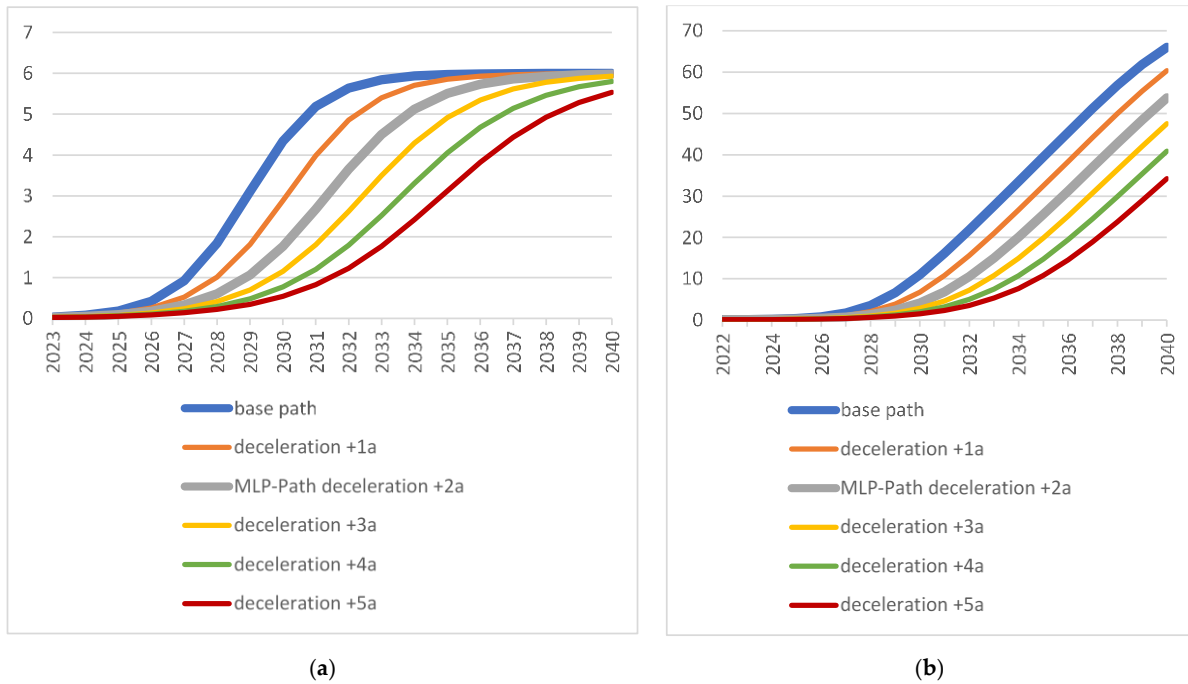 7
6
5
4
3
2
1
0
2023 2024 2025 2026 2027 2028 2029 2030 2031 2032 2033 2034 2035 2036 2037 2038 2039 2040
base path
deceleration +1a
MLP-Path deceleration +2a
deceleration +3a
deceleration +4a
deceleration +5a
(a)
70
60
50
40
30
20
10
0
2022 2024 2026 2028 2030 2032 2034 2036 2038 2040
base path
deceleration +1a
MLP-Path deceleration +2a
deceleration +3a
deceleration +4a
deceleration +5a
(b)